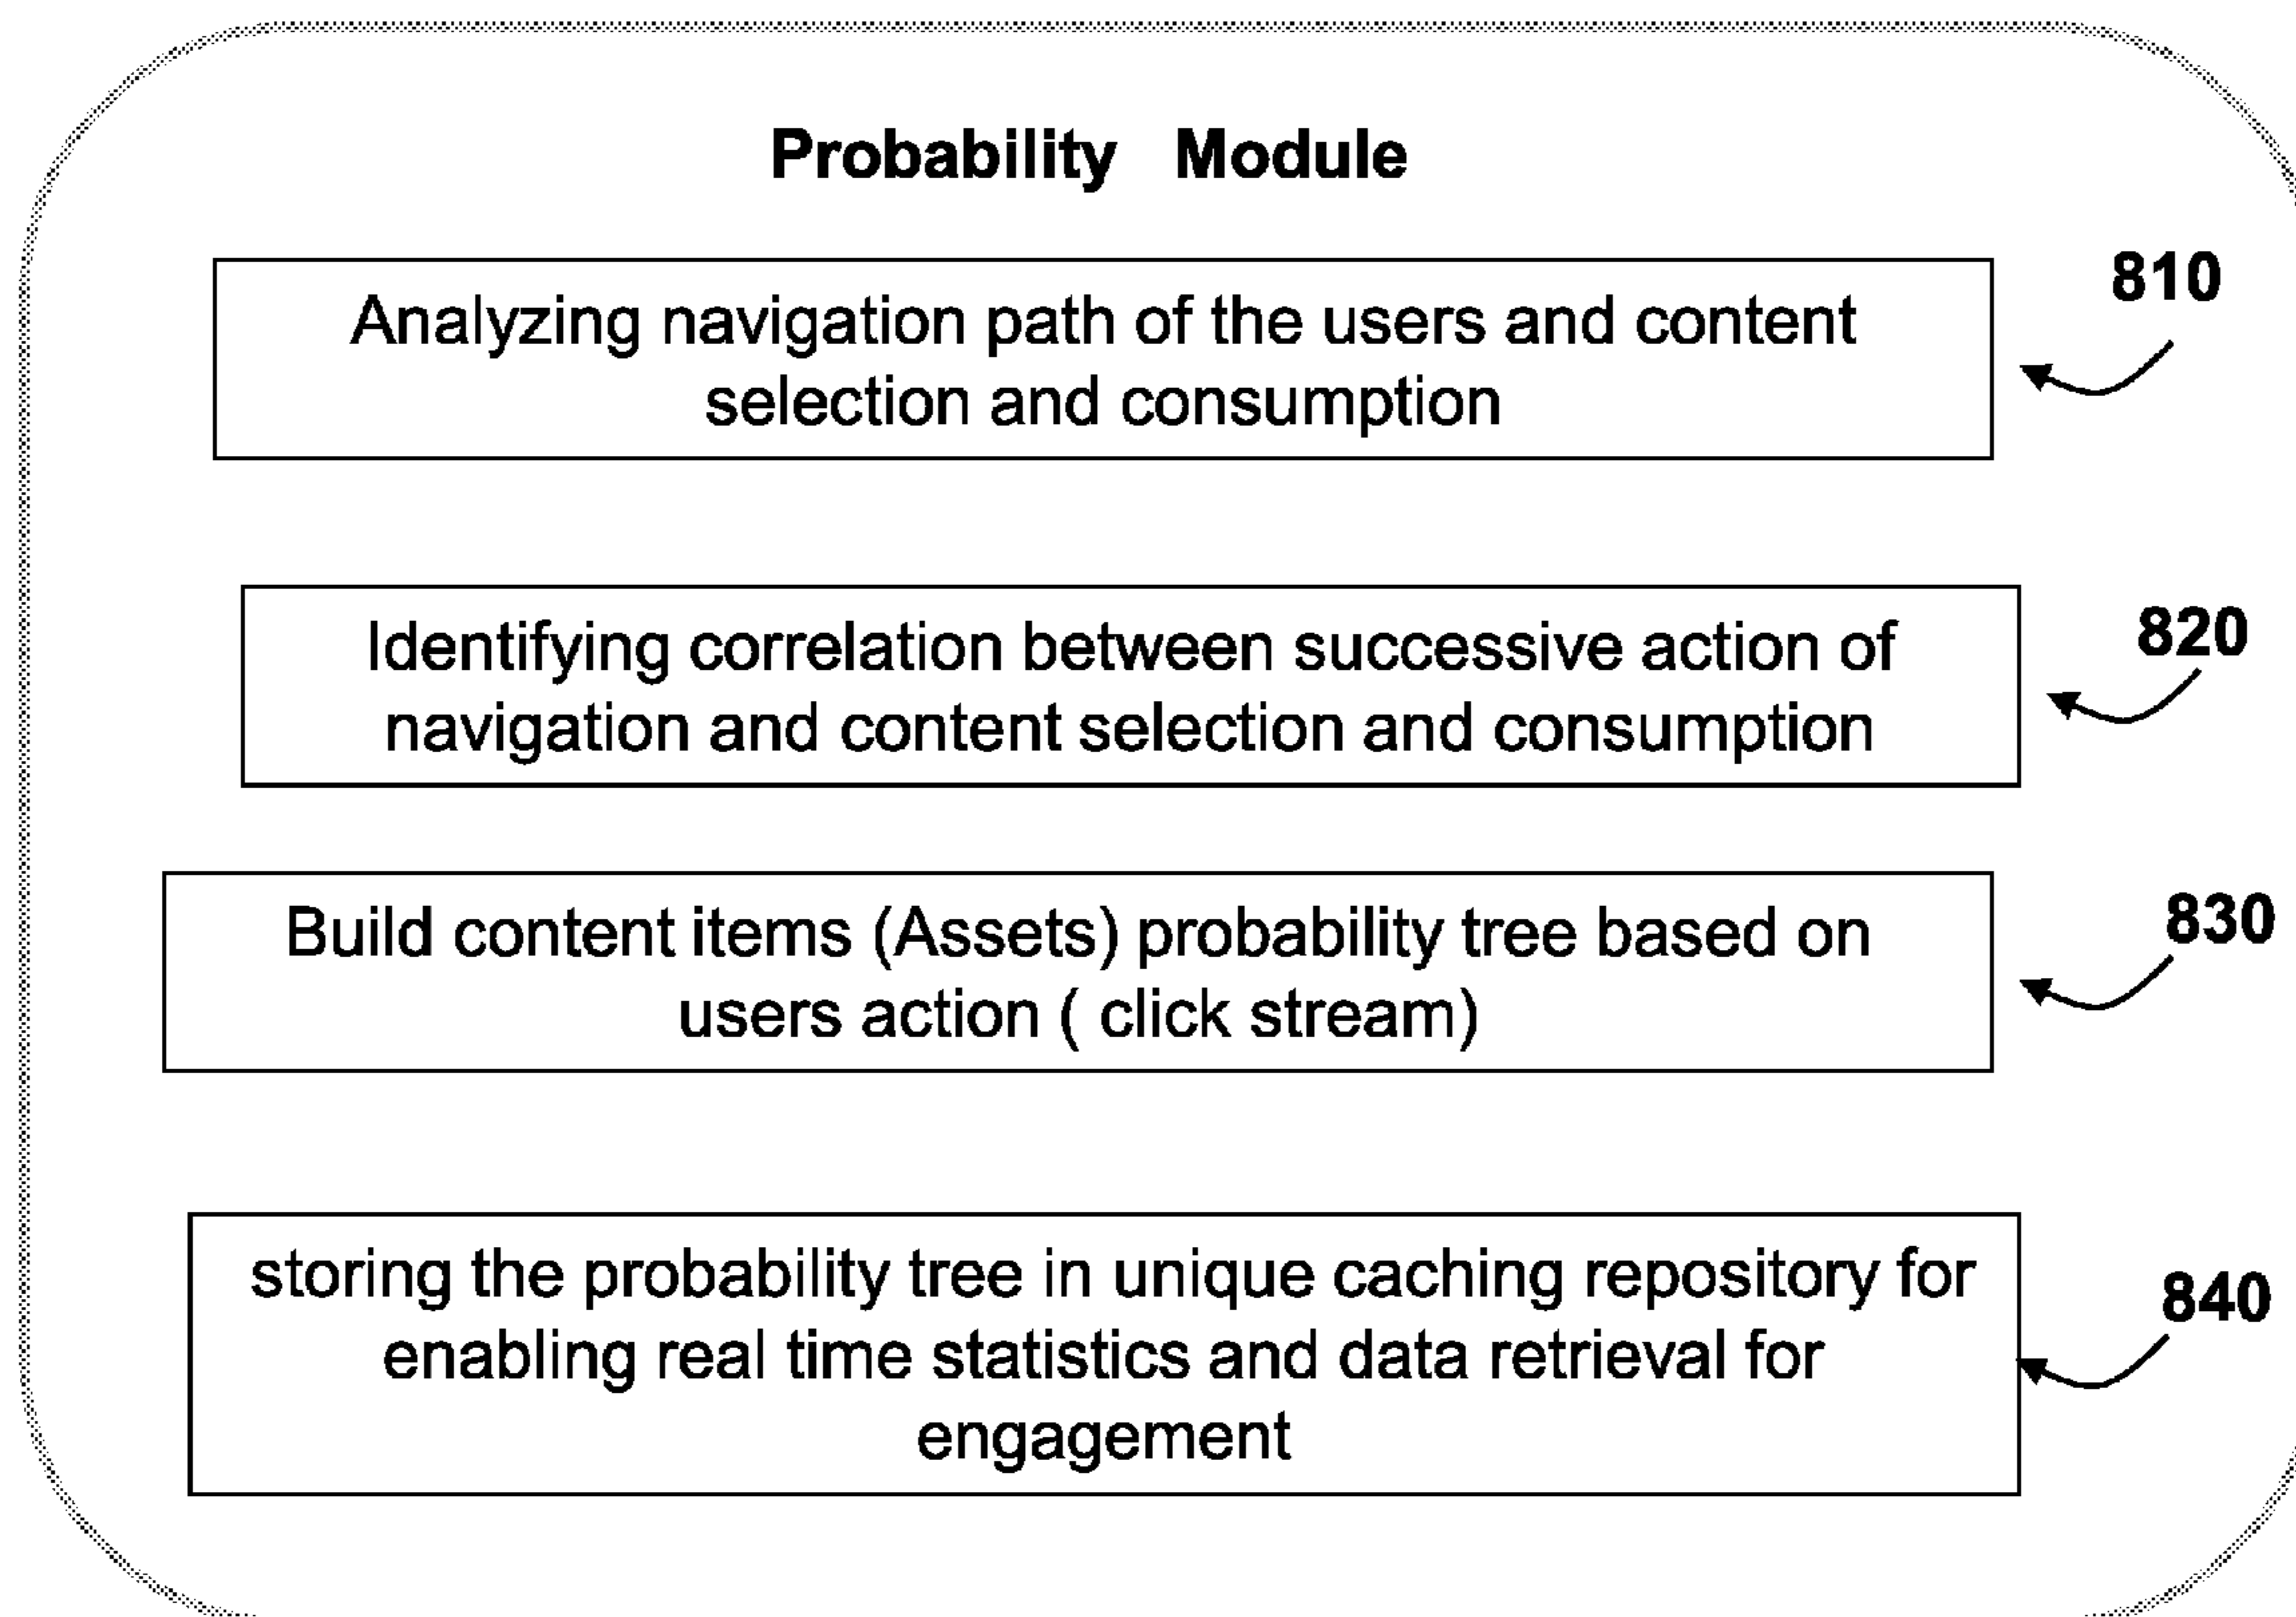 Probability Module
810
Analyzing navigation path of the users and content
selection and consumption
820
Identifying correlation between successive action of
navigation and content selection and consumption
830
Build content items (Assets) probability tree based on
users action ( click stream)
840
storing the probability tree in unique caching repository for
enabling real time statistics and data retrieval for
engagement